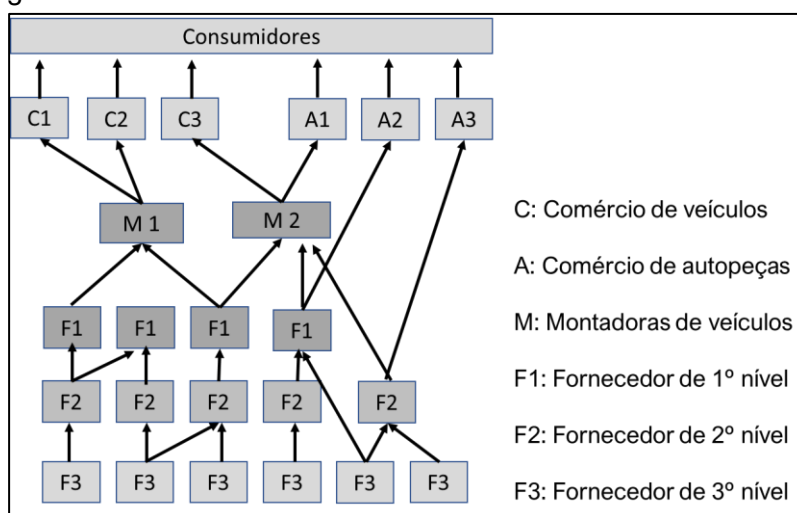 Consumidores
C1 C2 C3 A1 A2 A3
M 1 M 2
F1 F1 F1 F1
F2 F2 F2 F2 F2
F3 F3 F3 F3 F3 F3
C: Comércio de veículos
A: Comércio de autopeças
M: Montadoras de veículos
F1: Fornecedor de 1º nível
F2: Fornecedor de 2º nível
F3: Fornecedor de 3º nível